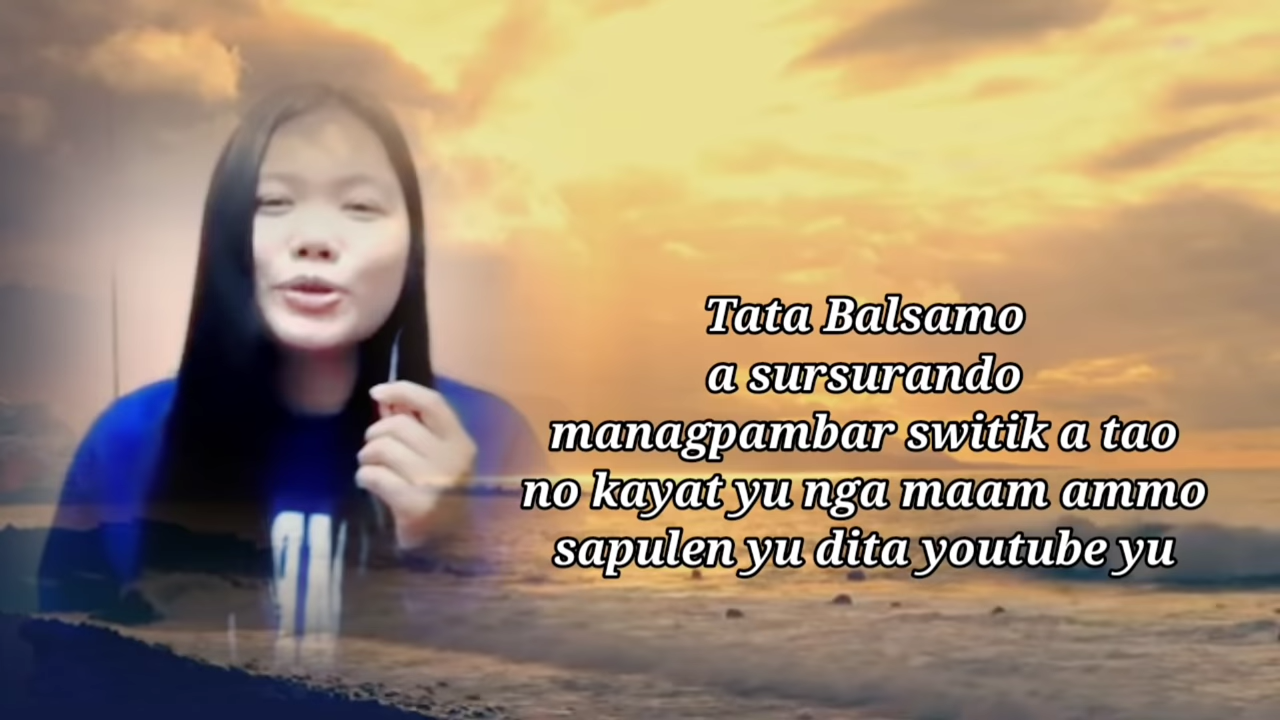 Tata Balsamo
a sursurando
managpambar switik a tao
no kayat yu nga maam ammo
sapulen yu dita youtube yu